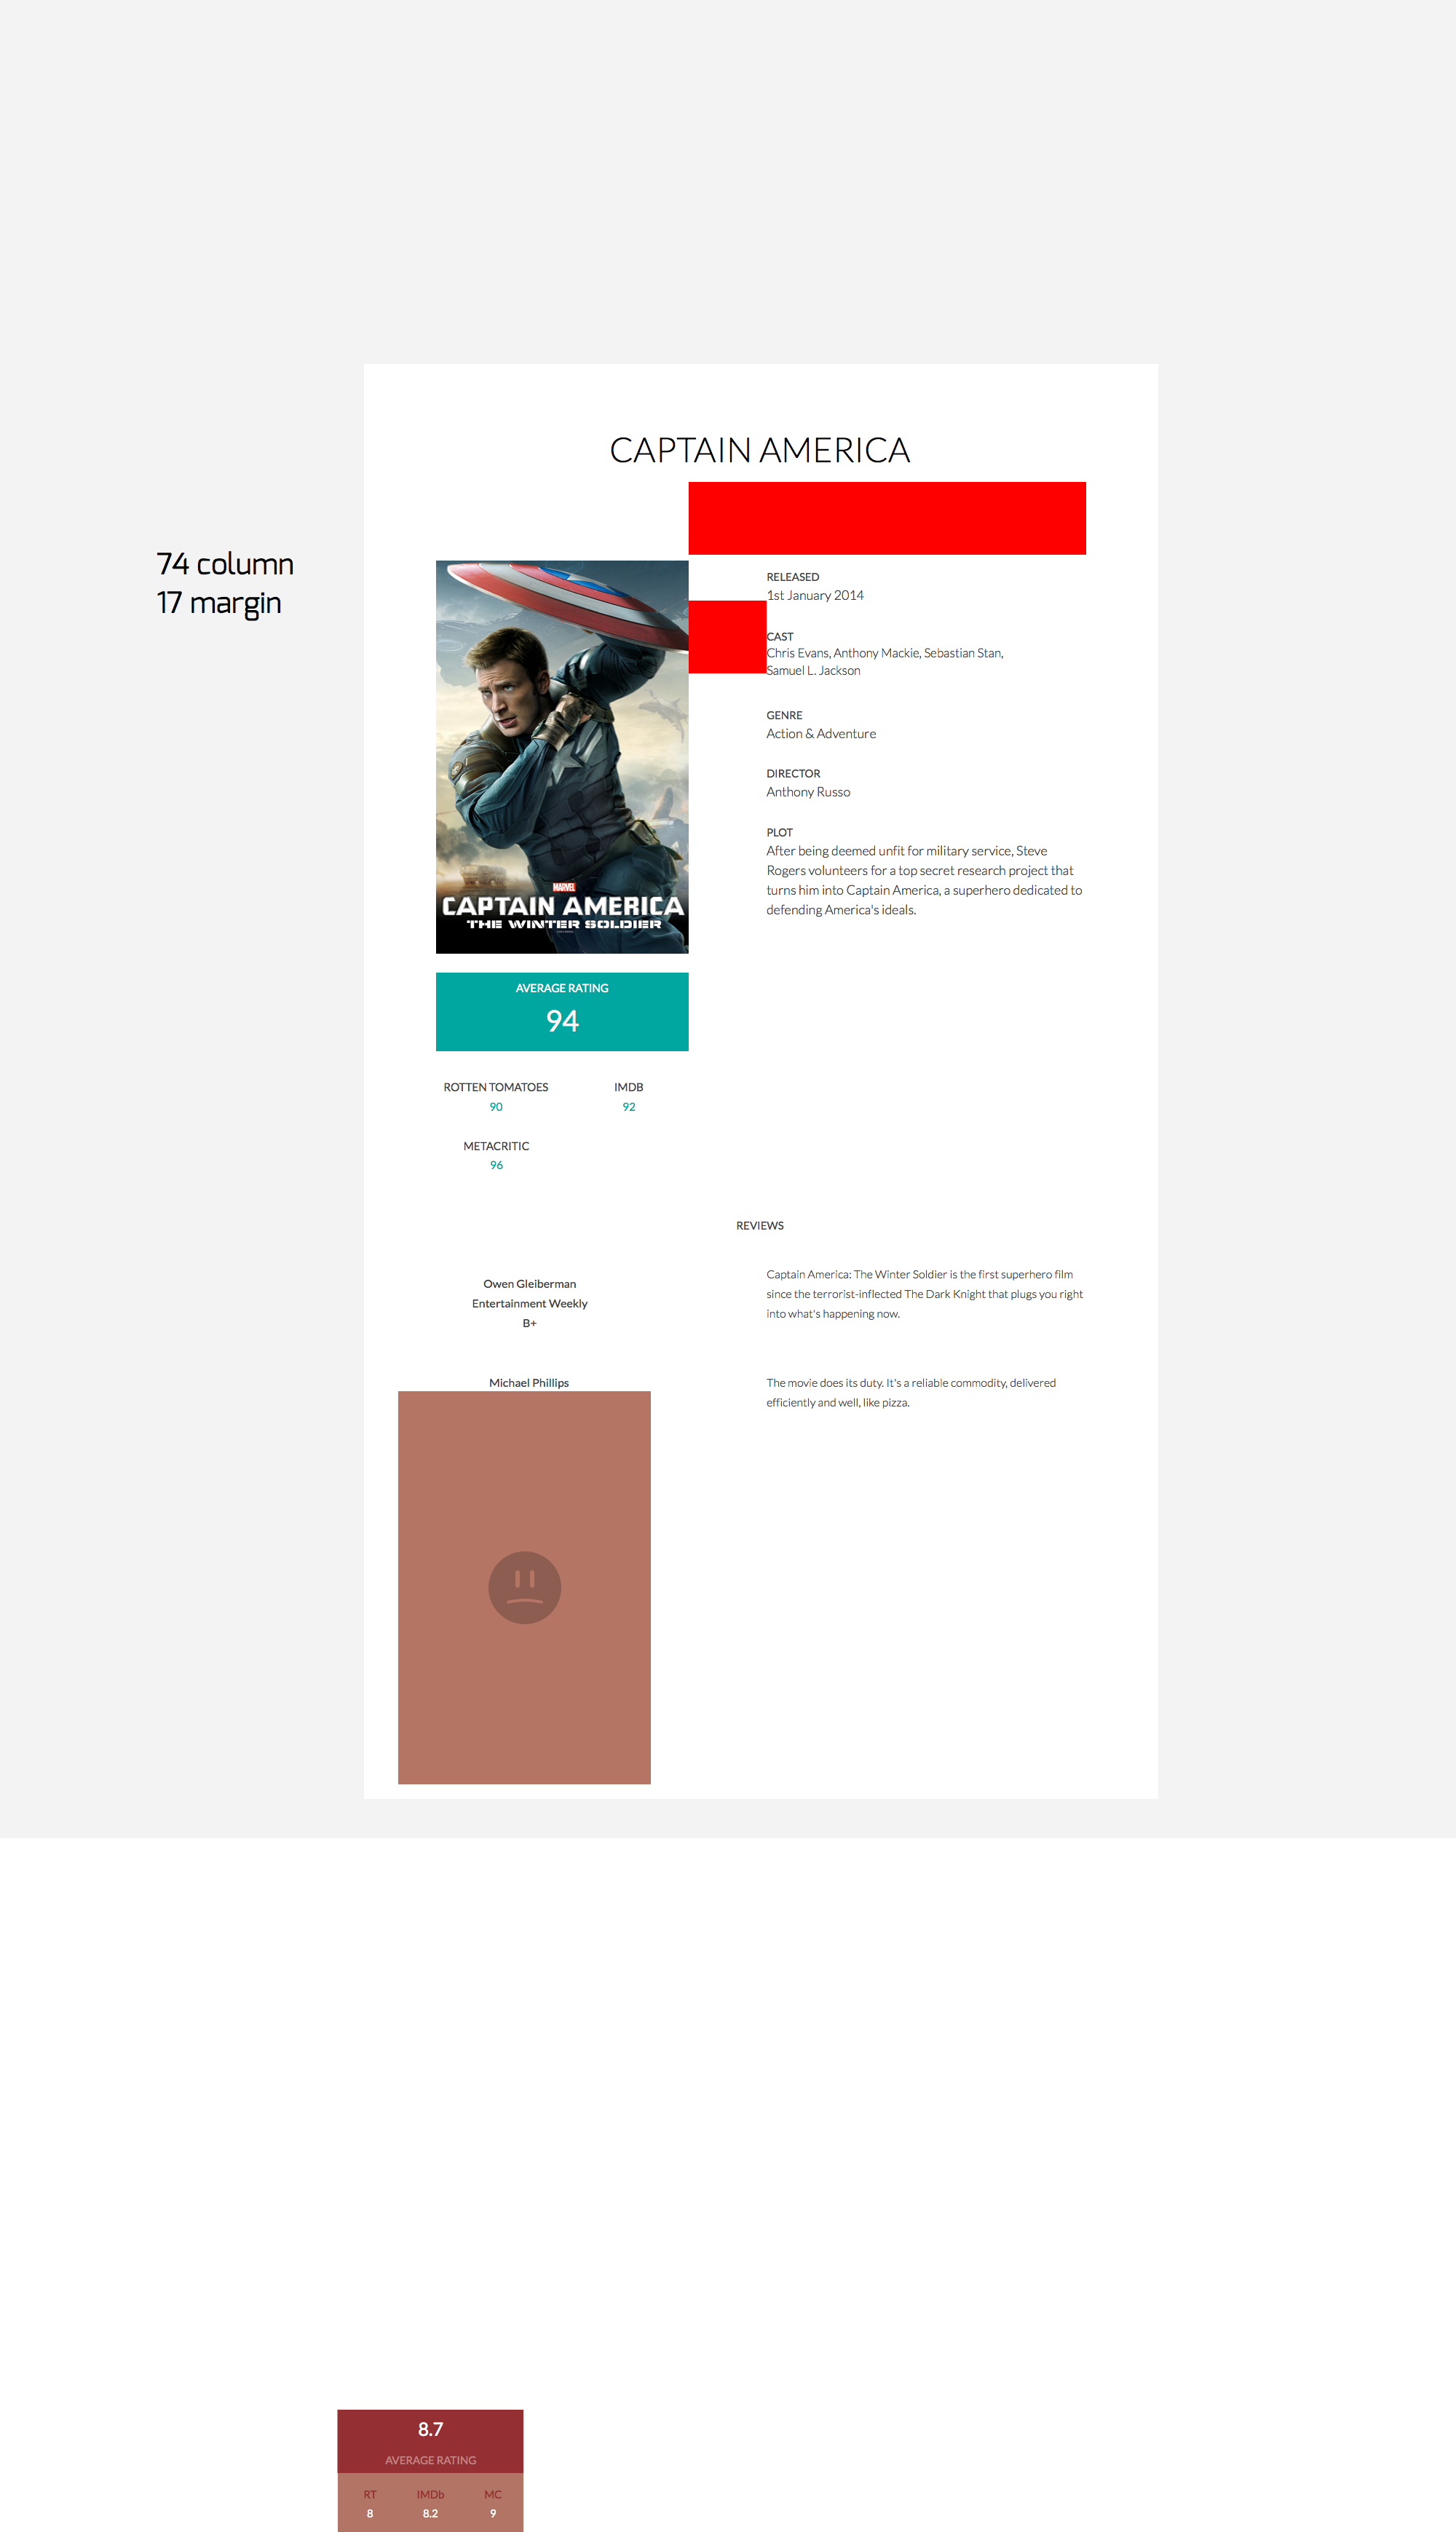 CAPTAIN AMERICA
74 column
17 margin
RELEASED
1st January 2014
CAST
Chris Evans, Anthony Mackie, Sebastian Stan,
Samuel L. Jackson
GENRE
Action & Adventure
DIRECTOR
Anthony Russo
PLOT
After being deemed unfit for military service, Steve
Rogers volunteers for a top secret research project that
turns him into Captain America, a superhero dedicated to
defending America's ideals.
MARVEL
CAPTAIN AMERICA
THE WINTER SOLDIER
AVERAGE RATING
94
ROTTEN TOMATOES
90
IMDB
92
METACRITIC
96
REVIEWS
Owen Gleiberman
Entertainment Weekly
B+
Captain America: The Winter Soldier is the first superhero film
since the terrorist-inflected The Dark Knight that plugs you right
into what's happening now.
Michael Phillips
The movie does its duty. It's a reliable commodity, delivered
efficiently and well, like pizza.
8.7
AVERAGE RATING
RT IMDb MC
8 8.2 9